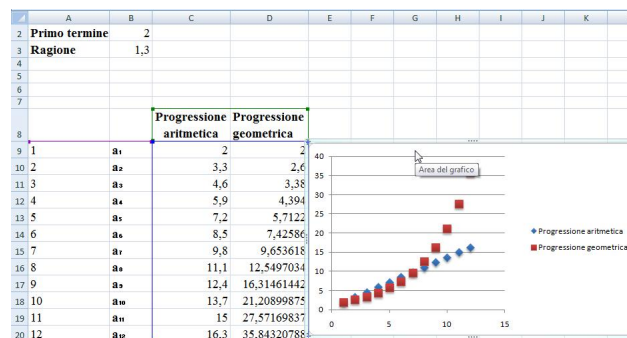 A B C D E F G H I J K
2 Primo termine 2
3 Ragione 1,3
4
5
6
7
8 Progressione aritmetica Progressione geometrica
9 1 a₁ 2 2
10 2 a₂ 3,3 2,6
11 3 a₃ 4,6 3,38
12 4 a₄ 5,9 4,394
13 5 a₅ 7,2 5,7122
14 6 a₆ 8,5 7,42586
15 7 a₇ 9,8 9,653618
16 8 a₈ 11,1 12,5497034
17 9 a₉ 12,4 16,31461442
18 10 a₁₀ 13,7 21,20899875
19 11 a₁₁ 15 27,57169837
20 12 a₁₂ 16,3 35,84320788
40
35
30
25
20
15
10
5
0
0 5 10 15
Area del grafico
Progressione aritmetica
Progressione geometrica